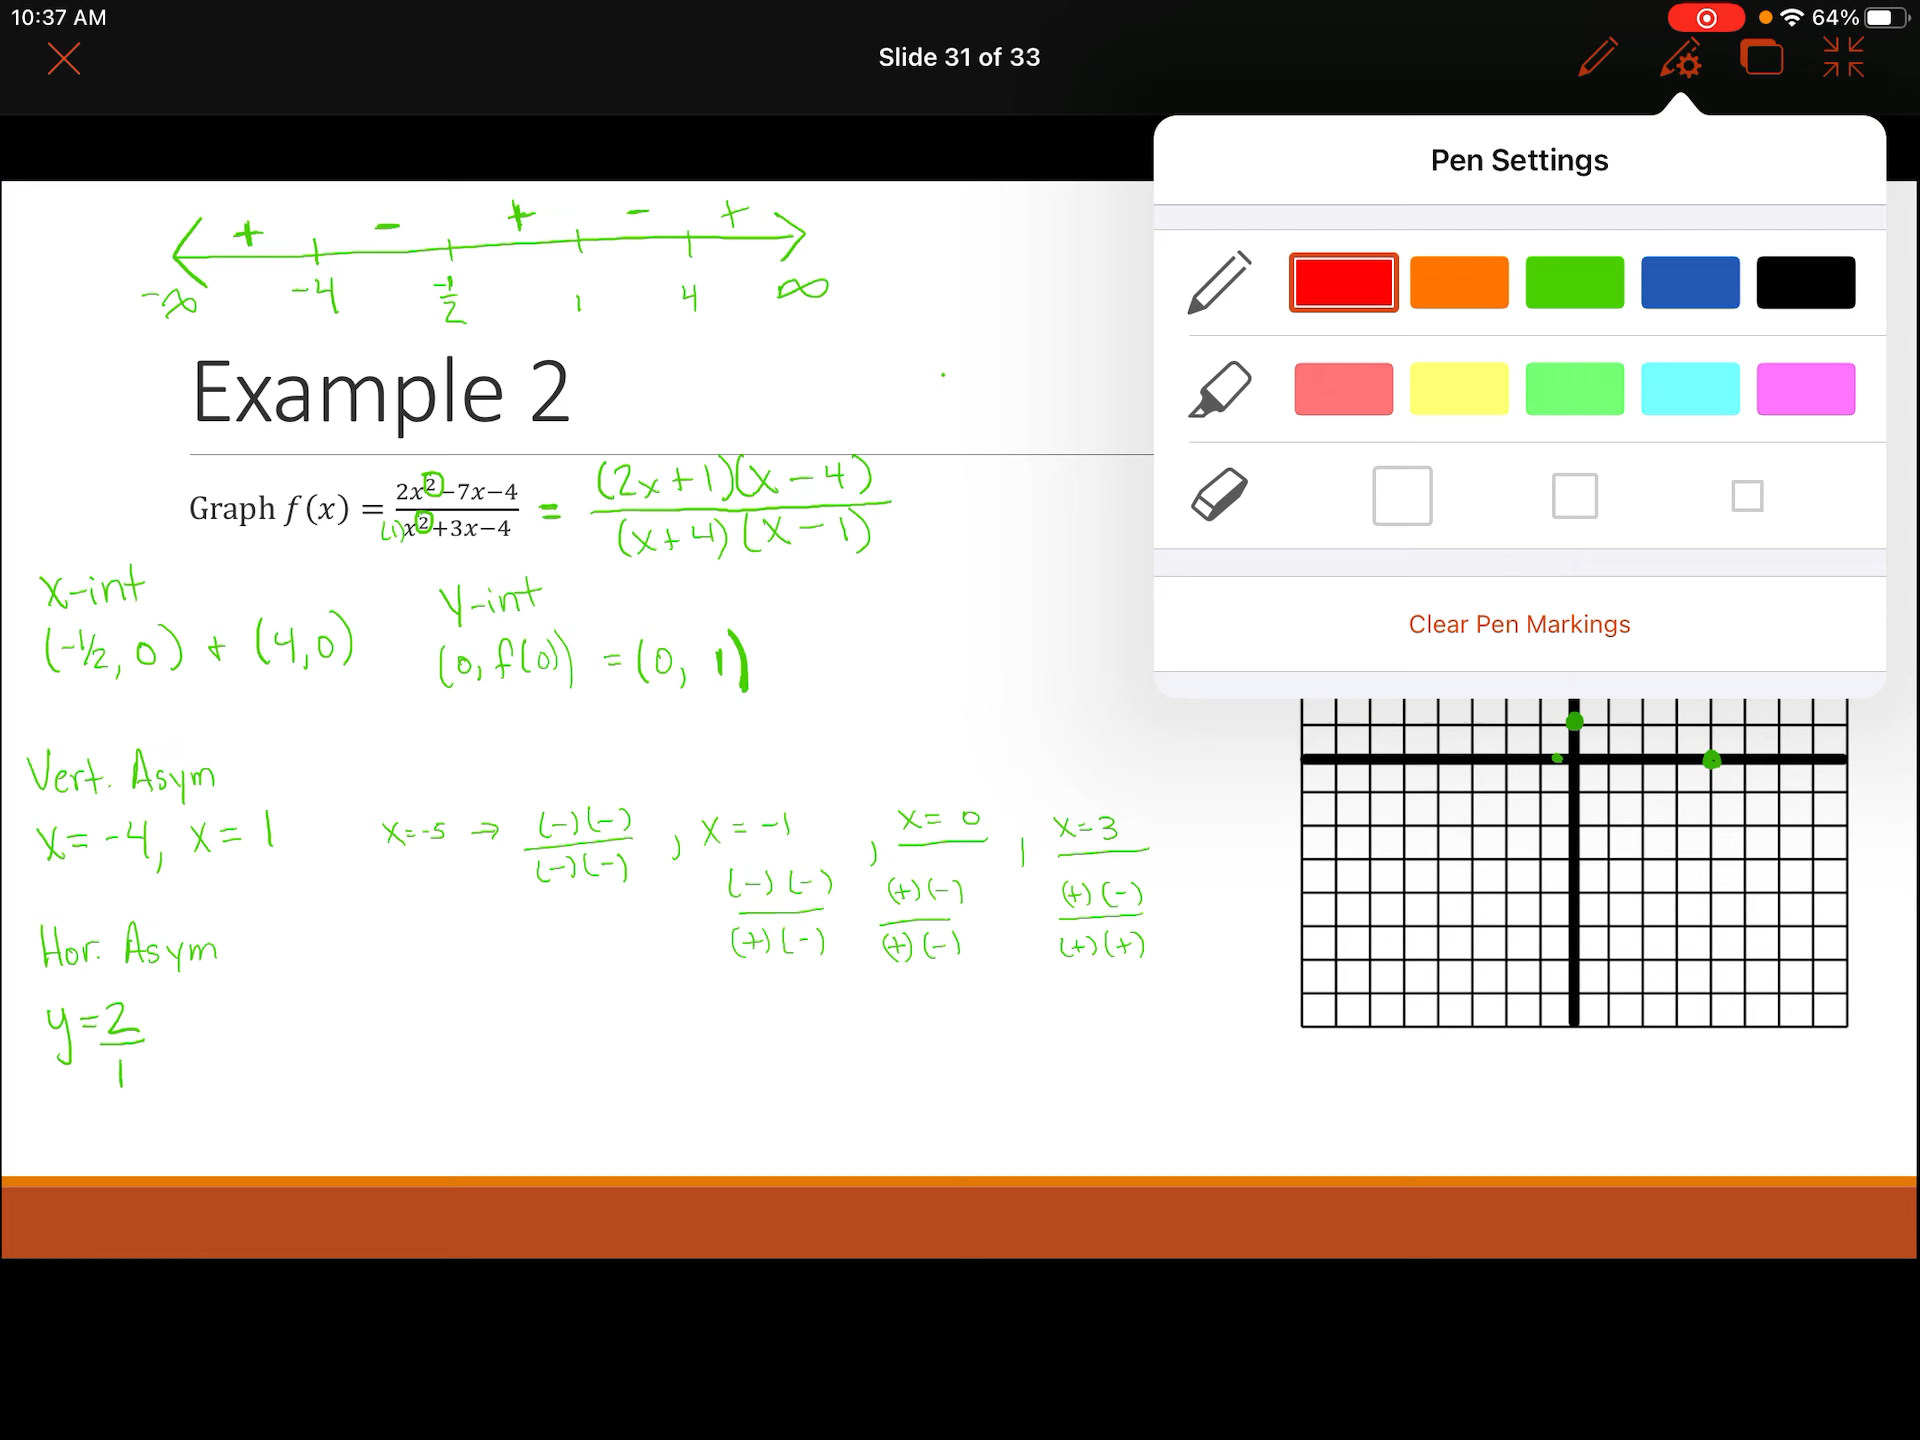 10:37 AM
64%
Slide 31 of 33
Pen Settings
Clear Pen Markings
+ - + - +
-∞ -4 -1/2 1 4 ∞
Example 2
Graph f(x) = (2x²-7x-4)/((1)x²+3x-4) = ((2x+1)(x-4))/((x+4)(x-1))
X-int
(-1/2, 0) + (4,0)
Y-int
(0, f(0)) = (0, 1)
Vert. Asym
x=-4, x=1
x=-5 → ((-)(-))/((-)(-)) , x=-1 ((-)(-))/((+)(-)) , x=0 ((+)(-))/((+)(-)) , x=3 ((+)(-))/((+)(+))
Hor. Asym
y=2/1